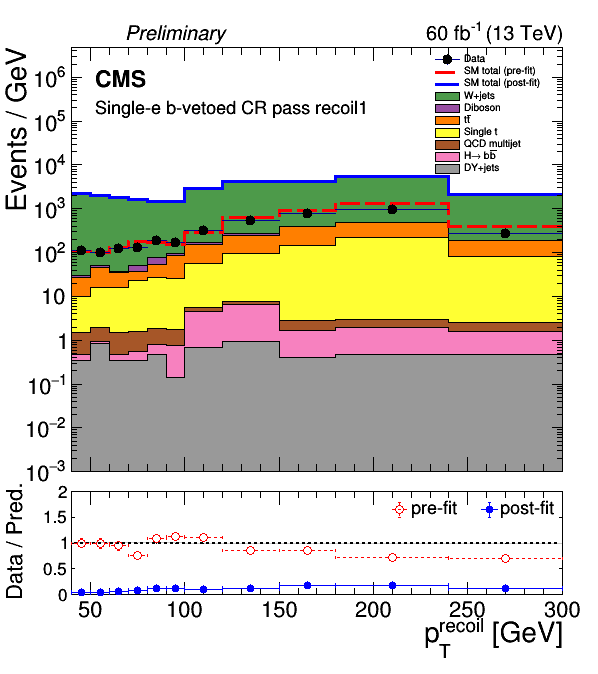 Preliminary
60 fb⁻¹ (13 TeV)
CMS
Single-e b-vetoed CR pass recoil1
Data
SM total (pre-fit)
SM total (post-fit)
W+jets
Diboson
tt̅
Single t
QCD multijet
H→ bb̅
DY+jets
Events / GeV
10⁶
10⁵
10⁴
10³
10²
10
1
10⁻¹
10⁻²
10⁻³
Data / Pred.
2
1.5
1
0.5
0
pre-fit
post-fit
50
100
150
200
250
300
p_T^recoil [GeV]